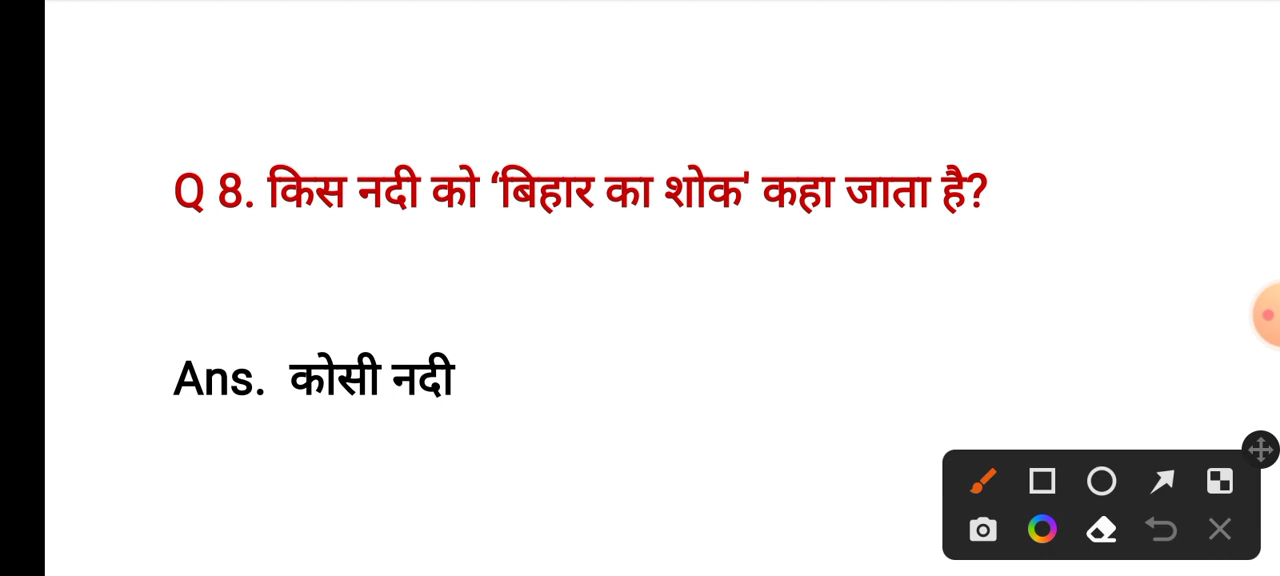 Q 8. किस नदी को ‘बिहार का शोक' कहा जाता है?
Ans. कोसी नदी